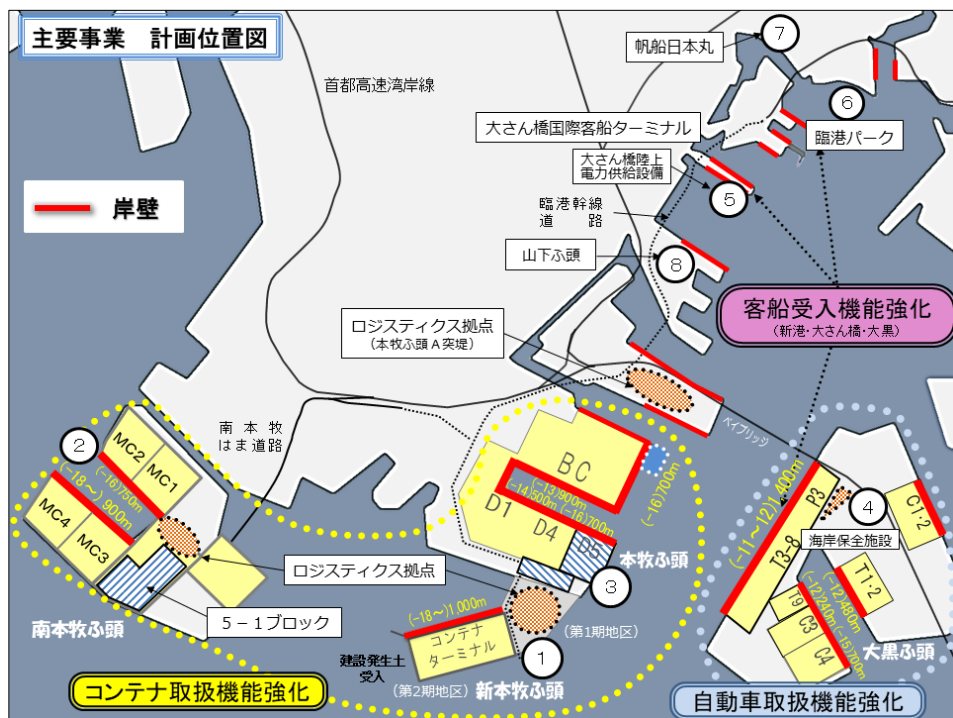 主要事業 計画位置図
岸壁
首都高速湾岸線
帆船日本丸
⑦
⑥
臨港パーク
大さん橋国際客船ターミナル
大さん橋陸上
電力供給設備
⑤
臨港幹線
道路
山下ふ頭
⑧
客船受入機能強化
(新港・大さん橋・大黒)
ロジスティクス拠点
(本牧ふ頭A突堤)
ベイブリッジ
南本牧
はま道路
②
MC2
MC1
(-16)750m
(-18~)900m
MC4
MC3
BC
(-13)900m
(-14)500m
(-16)700m
(-16)700m
D1
D4
D5
本牧ふ頭
③
ロジスティクス拠点
5-1ブロック
南本牧ふ頭
(-18~)1,000m
コンテナ
ターミナル
(第1期地区)
①
建設発生土
受入
(第2期地区)
新本牧ふ頭
コンテナ取扱機能強化
(-11~-12)1,400m
P3
T3-8
④
海岸保全施設
C1・2
T1・2
(-12)480m
(-12)240m
(-15)700m
T9
C3
C4
大黒ふ頭
自動車取扱機能強化